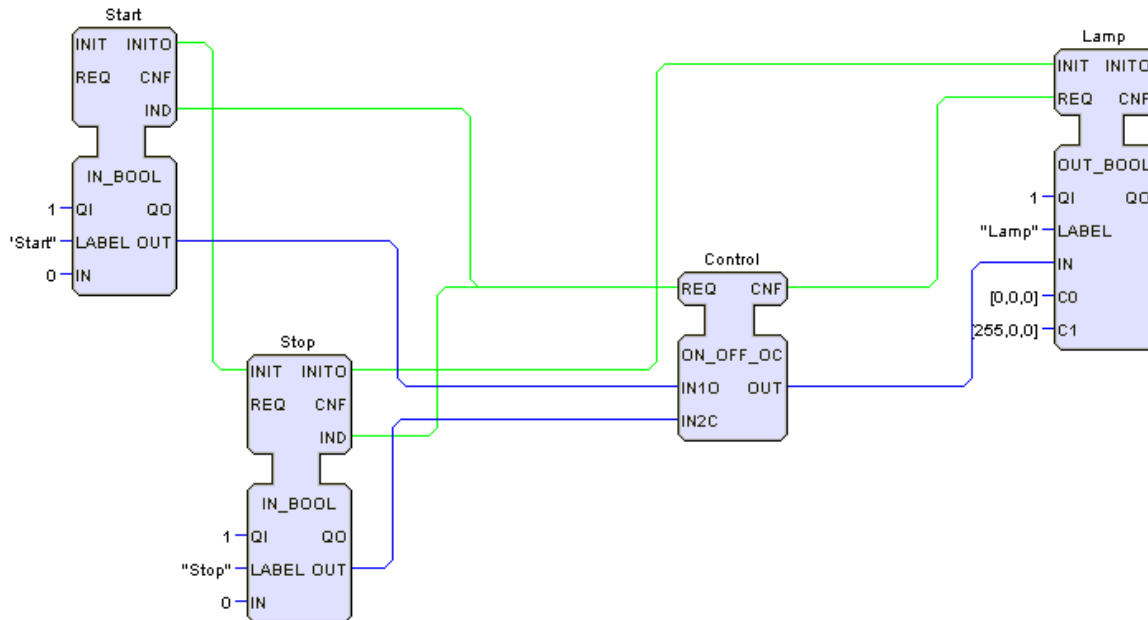 Start
INIT INITO
REQ CNF
IND
IN_BOOL
1 QI QO
'Start" LABEL OUT
0 IN
Stop
INIT INITO
REQ CNF
IND
IN_BOOL
1 QI QO
"Stop" LABEL OUT
0 IN
Control
REQ CNF
ON_OFF_OC
IN1O OUT
IN2C
Lamp
INIT INITO
REQ CNF
OUT_BOOL
1 QI QO
"Lamp" LABEL
IN
[0,0,0] C0
[255,0,0] C1